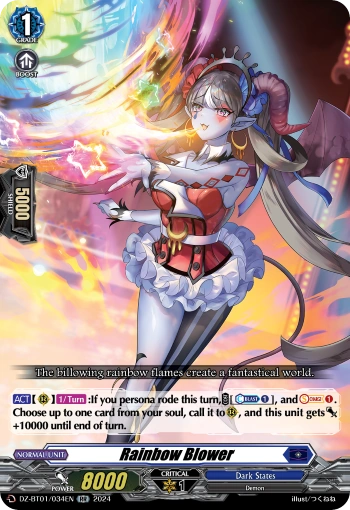 1
GRADE
BOOST
5000
SHIELD
The billowing rainbow flames create a fantastical world.
ACT [ R ] 1/Turn :If you persona rode this turn, [ C-BLAST 1 ], and S-CHARGE 1 .
Choose up to one card from your soul, call it to R , and this unit gets
+10000 until end of turn.
NORMAL UNIT
Rainbow Blower
POWER 8000
CRITICAL
1
Dark States
Demon
D DZ-BT01/034EN RR 2024
illust/つくねね